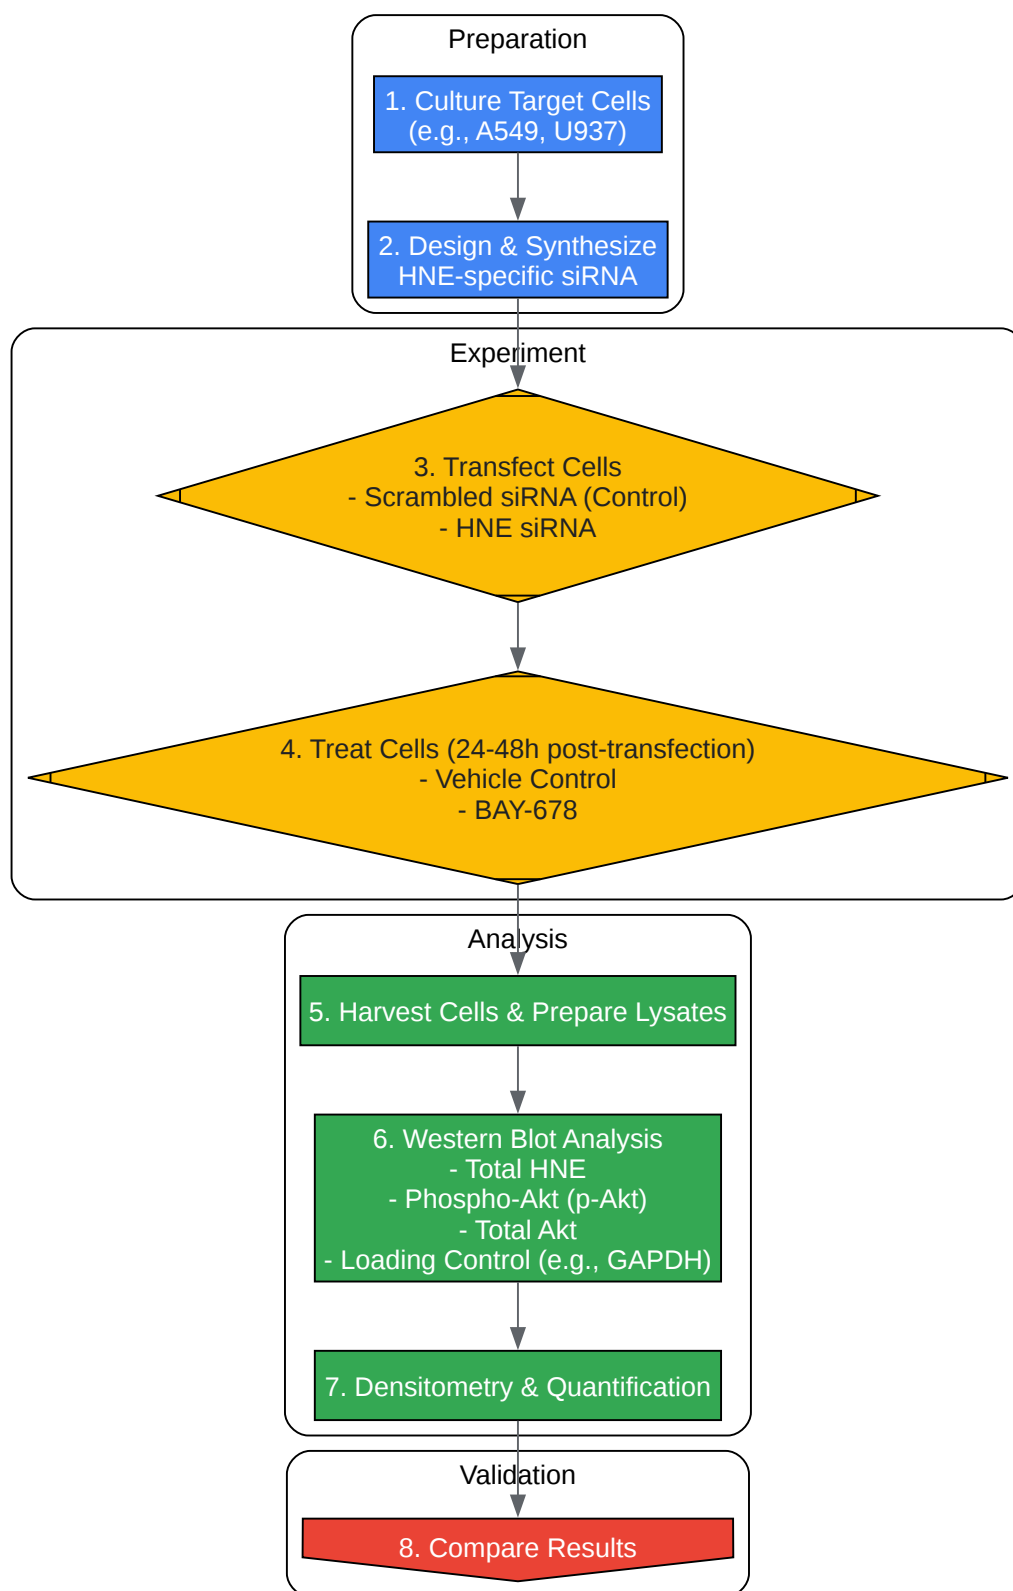 Preparation
1. Culture Target Cells
(e.g., A549, U937)
2. Design & Synthesize
HNE-specific siRNA
Experiment
3. Transfect Cells
- Scrambled siRNA (Control)
- HNE siRNA
4. Treat Cells (24-48h post-transfection)
- Vehicle Control
- BAY-678
Analysis
5. Harvest Cells & Prepare Lysates
6. Western Blot Analysis
- Total HNE
- Phospho-Akt (p-Akt)
- Total Akt
- Loading Control (e.g., GAPDH)
7. Densitometry & Quantification
Validation
8. Compare Results